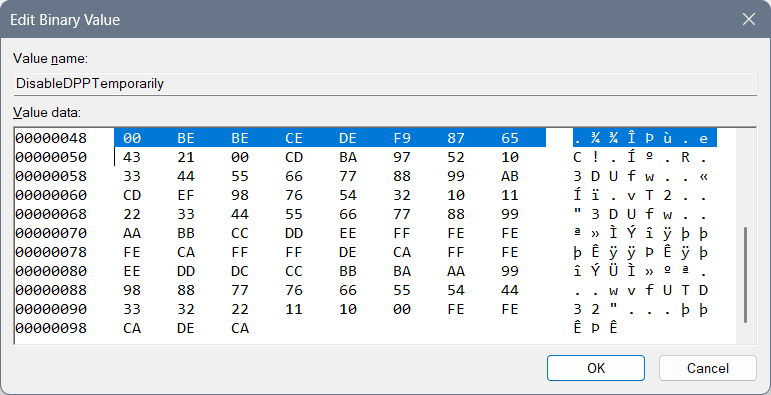 Edit Binary Value
Value name:
DisableDPPTemporarily
Value data:
00000048 00 BE BE CE DE F9 87 65 .¾¾ÎÞù.e
00000050 43 21 00 CD BA 97 52 10 C!.Íº.R.
00000058 33 44 55 66 77 88 99 AB 3DUfw..«
00000060 CD EF 98 76 54 32 10 11 Íï.vT2..
00000068 22 33 44 55 66 77 88 99 "3DUfw..
00000070 AA BB CC DD EE FF FE FE ª»ÌÝîÿþþ
00000078 FE CA FF FF DE CA FF FE þÊÿÿÞÊÿþ
00000080 EE DD DC CC BB BA AA 99 îÝÜÌ»ºª.
00000088 98 88 77 76 66 55 54 44 ..wvfUTD
00000090 33 32 22 11 10 00 FE FE 32"...þþ
00000098 CA DE CA ÊÞÊ
OK Cancel